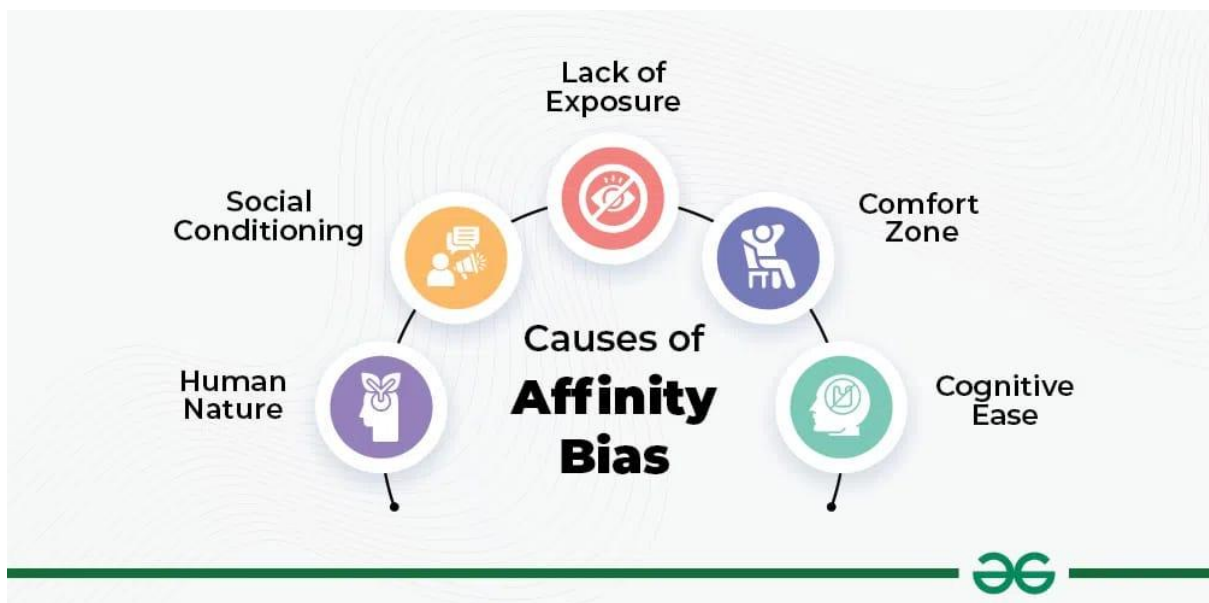 Lack of
Exposure
Social
Conditioning
Comfort
Zone
Causes of
Affinity
Bias
Human
Nature
Cognitive
Ease